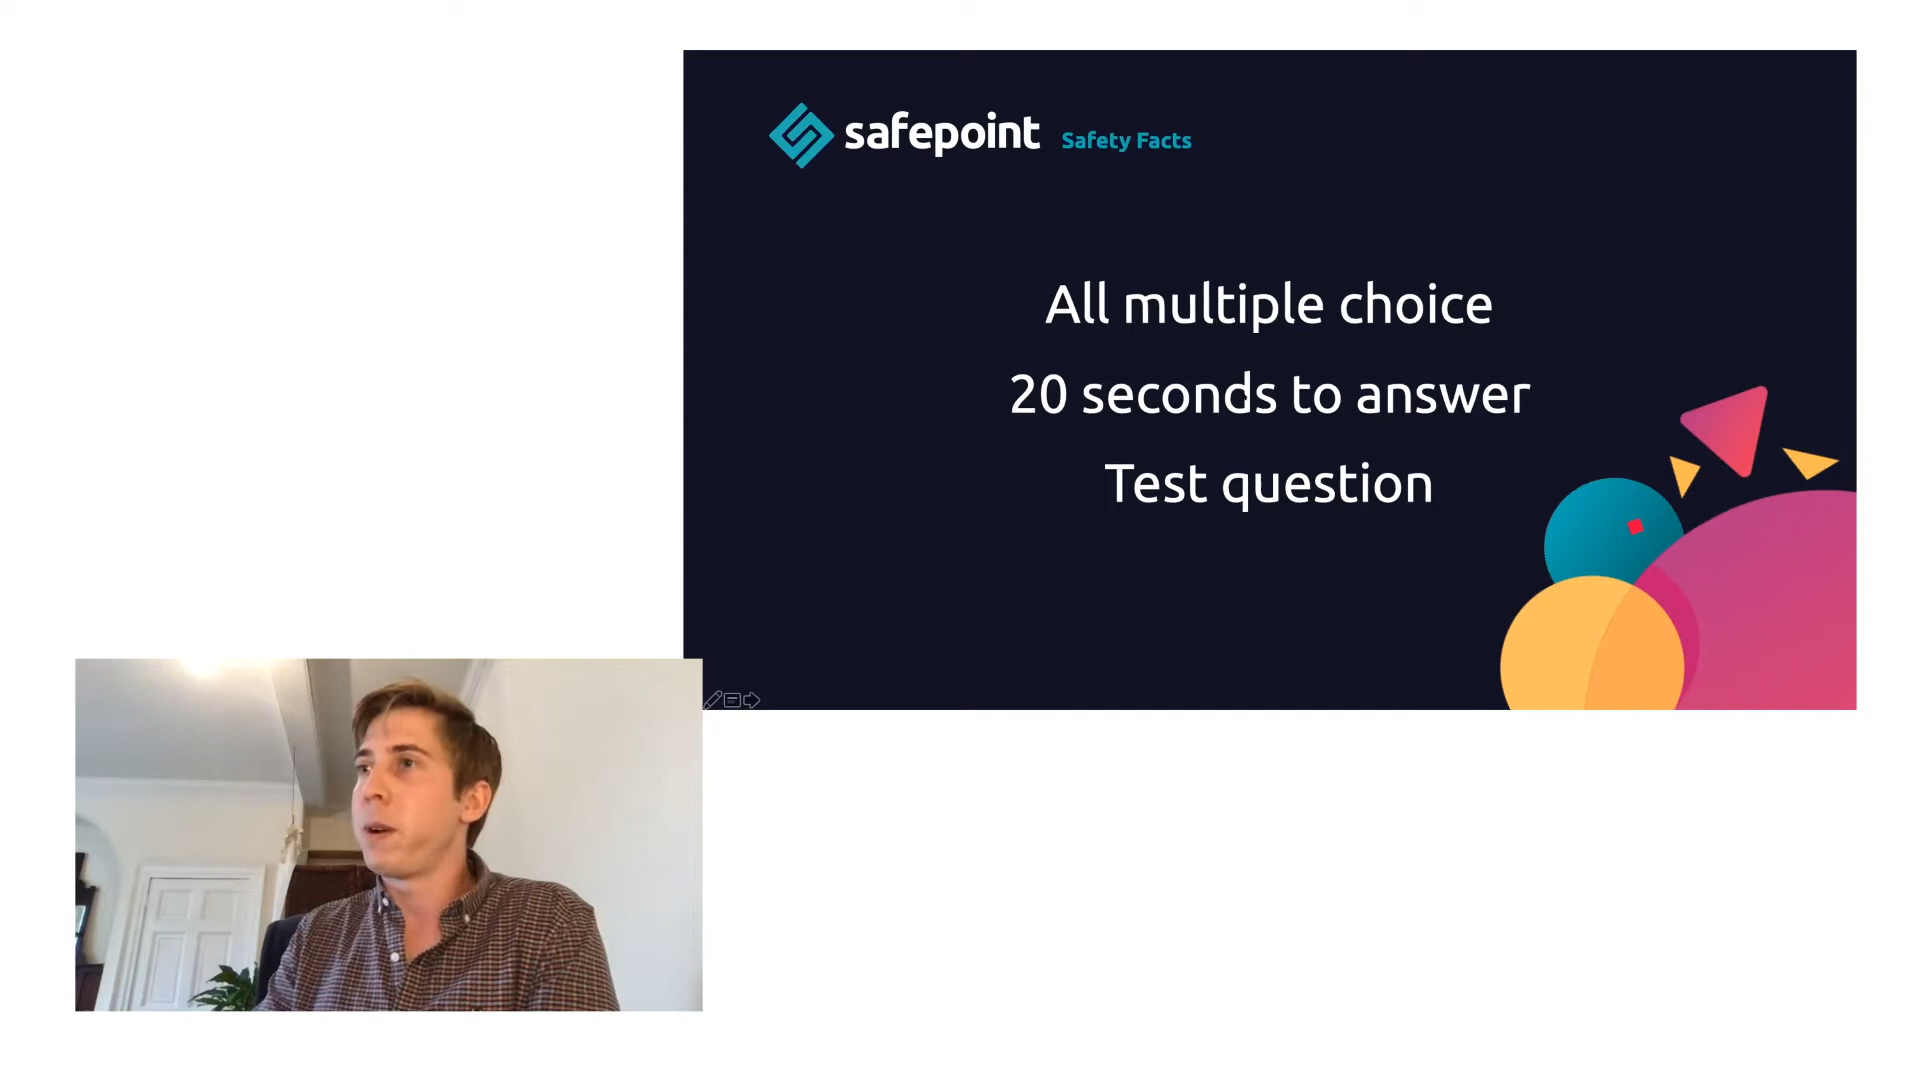 safepoint Safety Facts
All multiple choice
20 seconds to answer
Test question